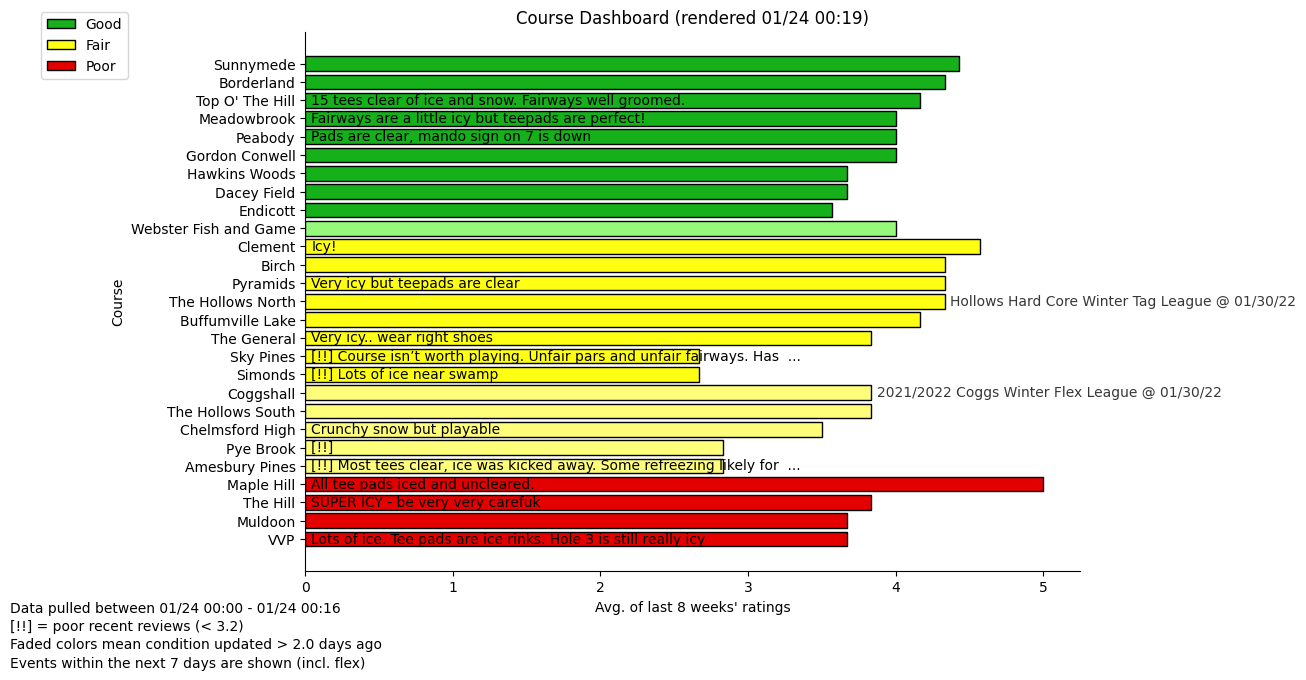 Course Dashboard (rendered 01/24 00:19)
Good
Fair
Poor
Course
Sunnymede
Borderland
Top O' The Hill 15 tees clear of ice and snow. Fairways well groomed.
Meadowbrook Fairways are a little icy but teepads are perfect!
Peabody Pads are clear, mando sign on 7 is down
Gordon Conwell
Hawkins Woods
Dacey Field
Endicott
Webster Fish and Game
Clement Icy!
Birch
Pyramids Very icy but teepads are clear
The Hollows North Hollows Hard Core Winter Tag League @ 01/30/22
Buffumville Lake
The General Very icy.. wear right shoes
Sky Pines [!!] Course isn’t worth playing. Unfair pars and unfair fairways. Has ...
Simonds [!!] Lots of ice near swamp
Coggshall 2021/2022 Coggs Winter Flex League @ 01/30/22
The Hollows South
Chelmsford High Crunchy snow but playable
Pye Brook [!!]
Amesbury Pines [!!] Most tees clear, ice was kicked away. Some refreezing likely for ...
Maple Hill All tee pads iced and uncleared.
The Hill SUPER ICY - be very very carefuk
Muldoon
VVP Lots of ice. Tee pads are ice rinks. Hole 3 is still really icy
0 1 2 3 4 5
Avg. of last 8 weeks' ratings
Data pulled between 01/24 00:00 - 01/24 00:16
[!!] = poor recent reviews (< 3.2)
Faded colors mean condition updated > 2.0 days ago
Events within the next 7 days are shown (incl. flex)